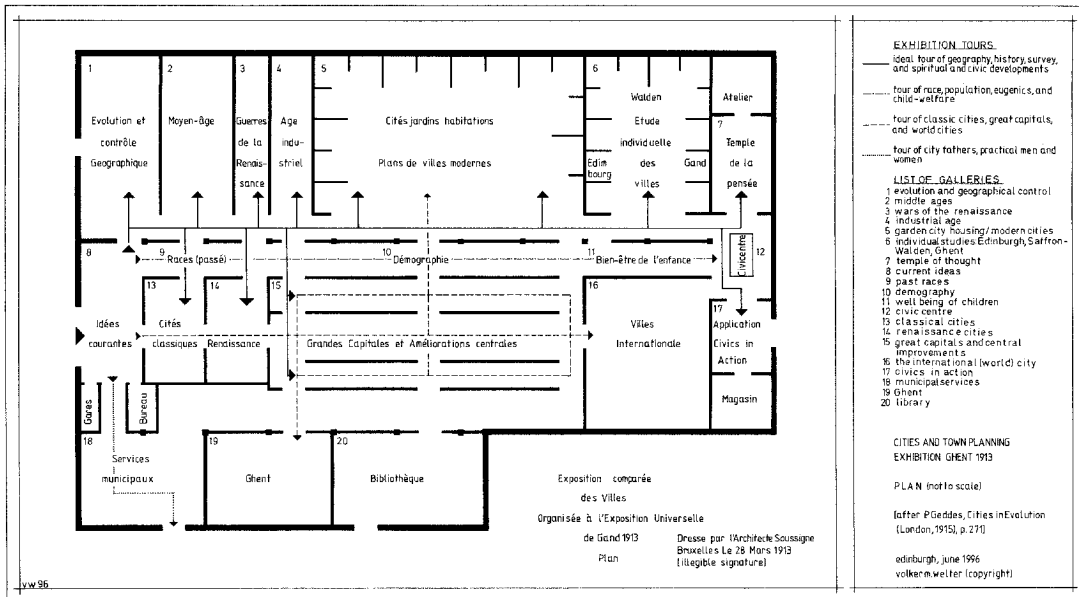 1
2
3
4
5
6
Evolution et
contrôle
Geographique
Moyen-âge
Guerres
de la
Renais-
sance
Age
indu-
striel
Cités jardins habitations
Plans de villes modernes
Walden
Etude
individuelle
des
villes
Edim
bourg
Gand
Atelier
7
Temple
de la
pensée
8
9
Races (passé)
10
Démographie
11
Bien-être de l'enfance
Civicentre
12
13
14
15
16
17
Idées
courantes
Cités
classiques
Renaissance
Grandes Capitales et Améliorations centrales
Villes
Internationale
Application
Civics in
Action
Magasin
Gares
Bureau
18
Services
municipaux
19
Ghent
20
Bibliothèque
Exposition comparée
des Villes
Organisée à l'Exposition Universelle
de Gand 1913
Plan
Dresse par l'Architecte Soussigne
Bruxelles Le 28 Mars 1913
(illegible signature)
vw96
EXHIBITION TOURS
ideal tour of geography, history, survey,
and spiritual and civic developments
tour of race, population, eugenics, and
child-welfare
tour of classic cities, great capitals,
and world cities
tour of city fathers, practical men and
women
LIST OF GALLERIES
1 evolution and geographical control
2 middle ages
3 wars of the renaissance
4 industrial age
5 garden city housing/modern cities
6 individual studies: Edinburgh, Saffron-
Walden, Ghent
7 temple of thought
8 current ideas
9 past races
10 demography
11 well being of children
12 civic centre
13 classical cities
14 renaissance cities
15 great capitals and central
improvements
16 the international (world) city
17 civics in action
18 municipal services
19 Ghent
20 library
CITIES AND TOWN PLANNING
EXHIBITION GHENT 1913
PLAN (not to scale)
(after P.Geddes, Cities in Evolution
(London, 1915), p. 271)
edinburgh, june 1996
volker m. welter (copyright)